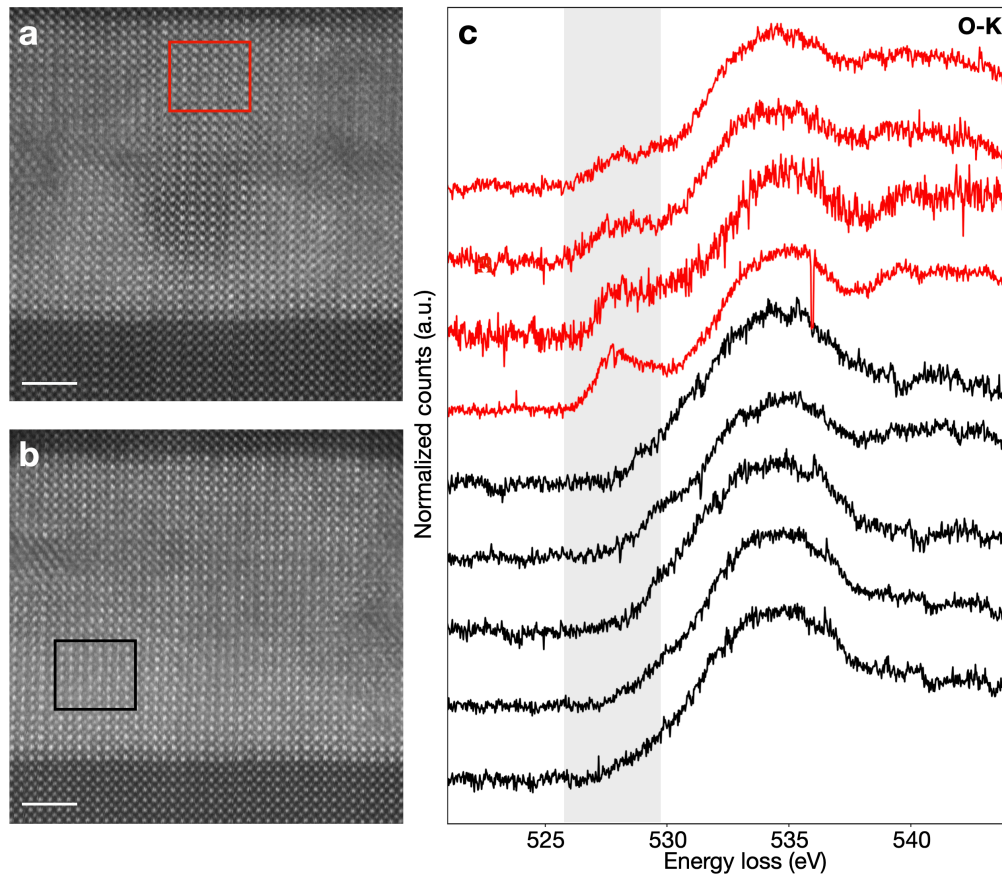 a
b
c
O-K
Normalized counts (a.u.)
525
530
535
540
Energy loss (eV)